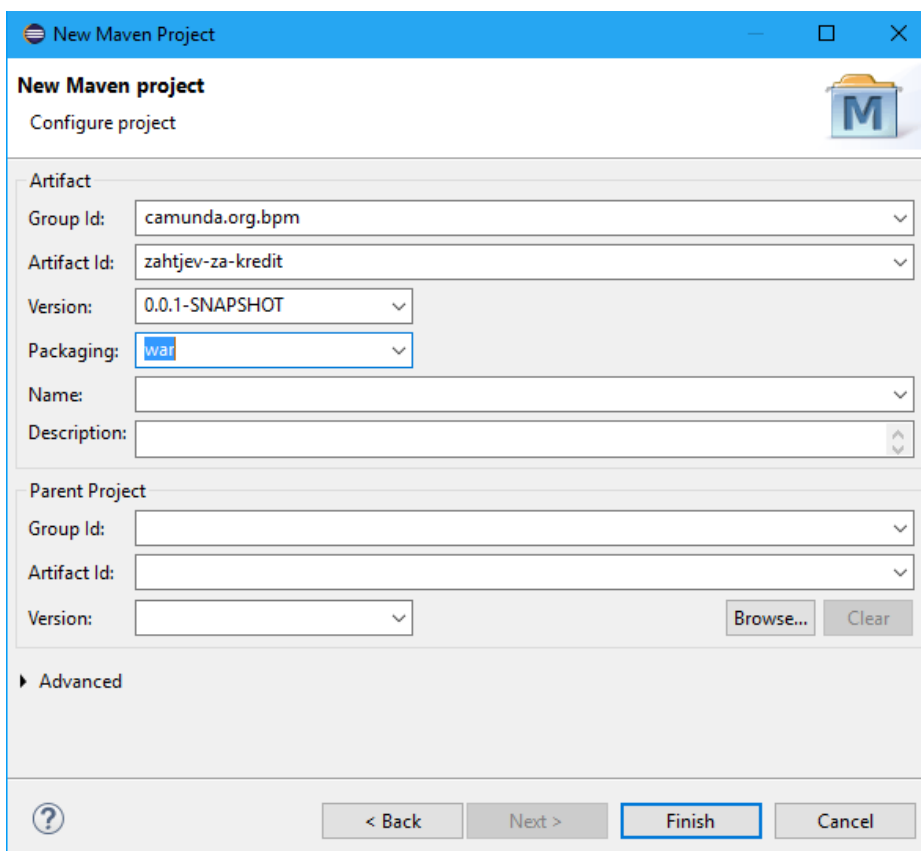 New Maven Project
New Maven project
Configure project
M
Artifact
Group Id: camunda.org.bpm
Artifact Id: zahtjev-za-kredit
Version: 0.0.1-SNAPSHOT
Packaging: war
Name:
Description:
Parent Project
Group Id:
Artifact Id:
Version: Browse... Clear
Advanced
? < Back Next > Finish Cancel